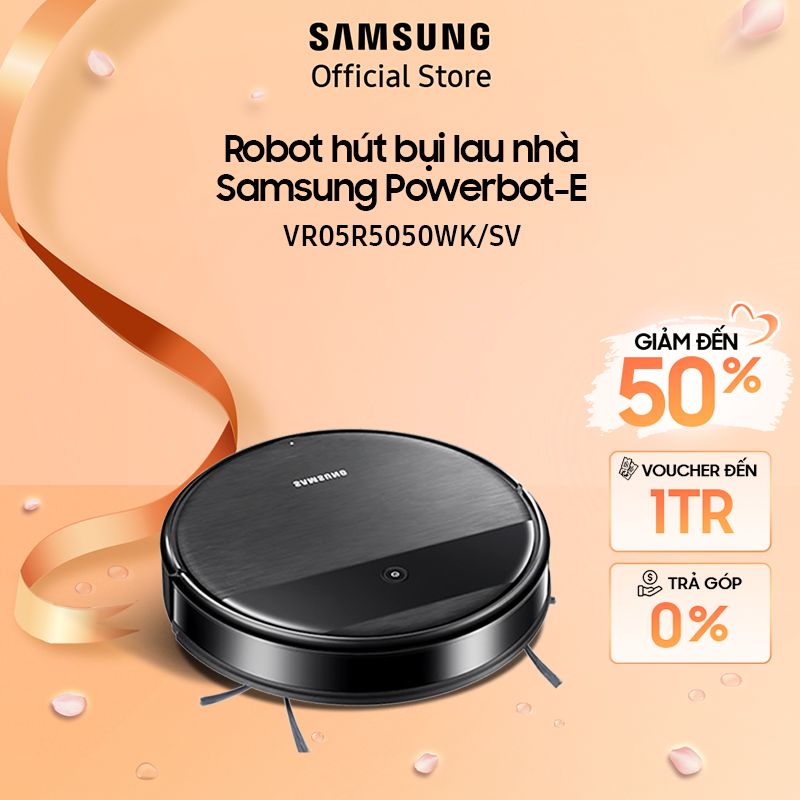 SAMSUNG
Official Store
Robot hút bụi lau nhà
Samsung Powerbot-E
VR05R5050WK/SV
GIẢM ĐẾN
50%
VOUCHER ĐẾN
1TR
TRẢ GÓP
0%
SAMSUNG